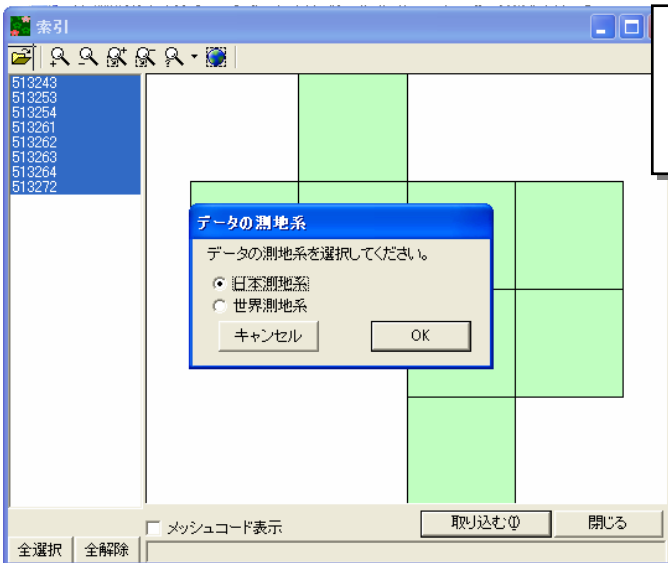 索引
513243
513253
513254
513261
513262
513263
513264
513272
データの測地系
データの測地系を選択してください。
日本測地系
世界測地系
キャンセル
OK
メッシュコード表示
取り込む(I)
閉じる
全選択
全解除